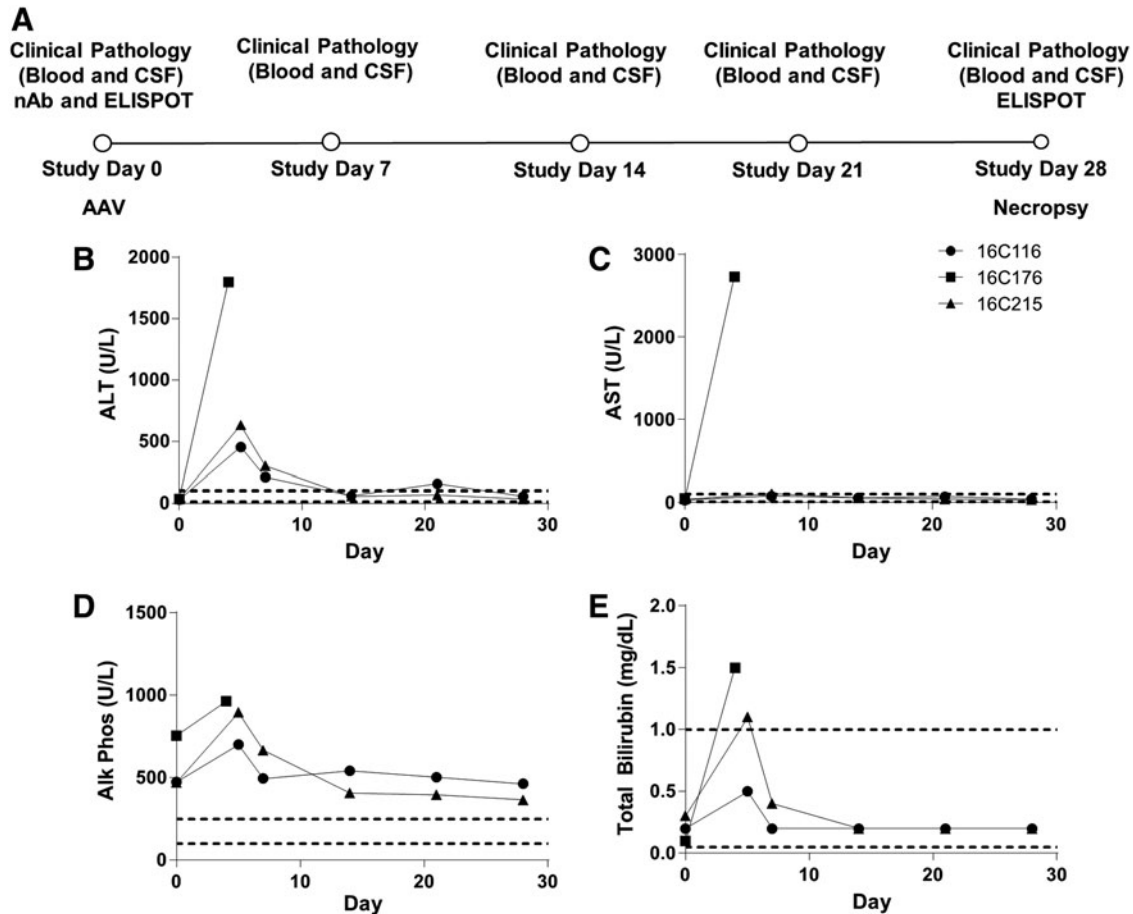 A
Clinical Pathology
(Blood and CSF)
nAb and ELISPOT
Clinical Pathology
(Blood and CSF)
Clinical Pathology
(Blood and CSF)
Clinical Pathology
(Blood and CSF)
Clinical Pathology
(Blood and CSF)
ELISPOT
Study Day 0
Study Day 7
Study Day 14
Study Day 21
Study Day 28
AAV
Necropsy
B
ALT (U/L)
2000
1500
1000
500
0
0 10 20 30
Day
C
AST (U/L)
3000
2000
1000
0
0 10 20 30
Day
16C116
16C176
16C215
D
Alk Phos (U/L)
1500
1000
500
0
0 10 20 30
Day
E
Total Bilirubin (mg/dL)
2.0
1.5
1.0
0.5
0.0
0 10 20 30
Day